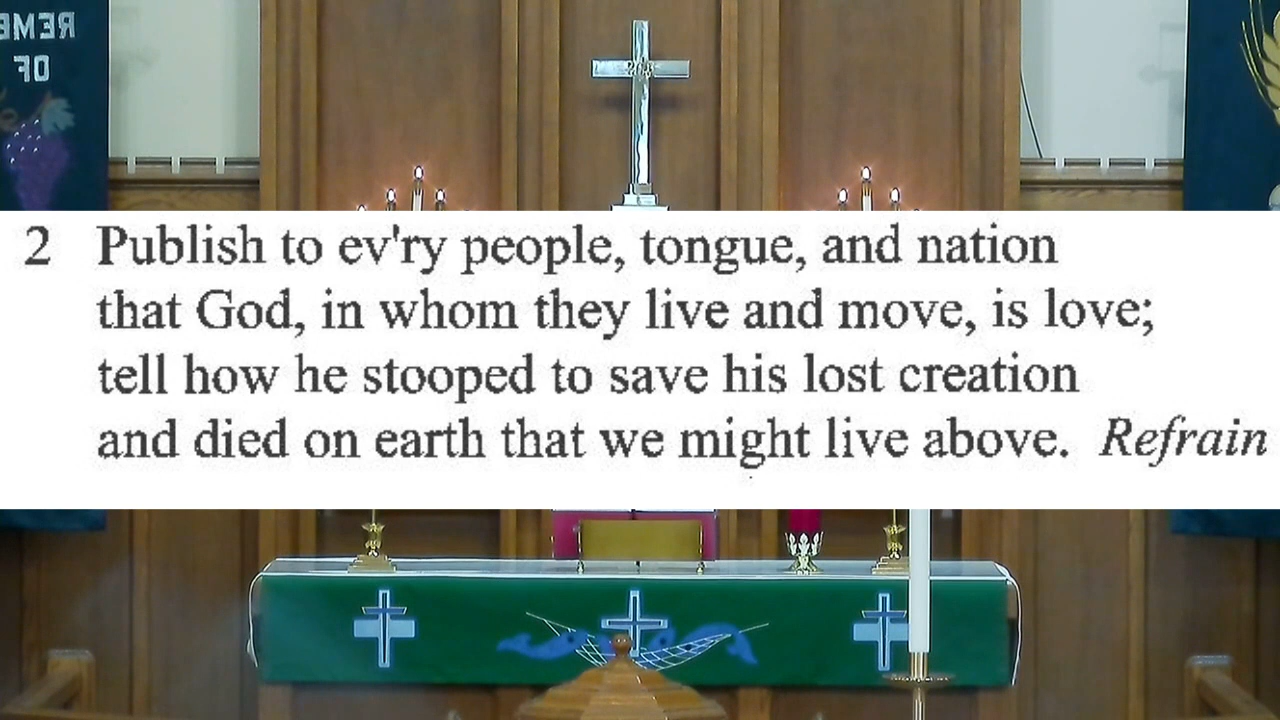 REMEMB
OF
2 Publish to ev'ry people, tongue, and nation
that God, in whom they live and move, is love;
tell how he stooped to save his lost creation
and died on earth that we might live above. Refrain